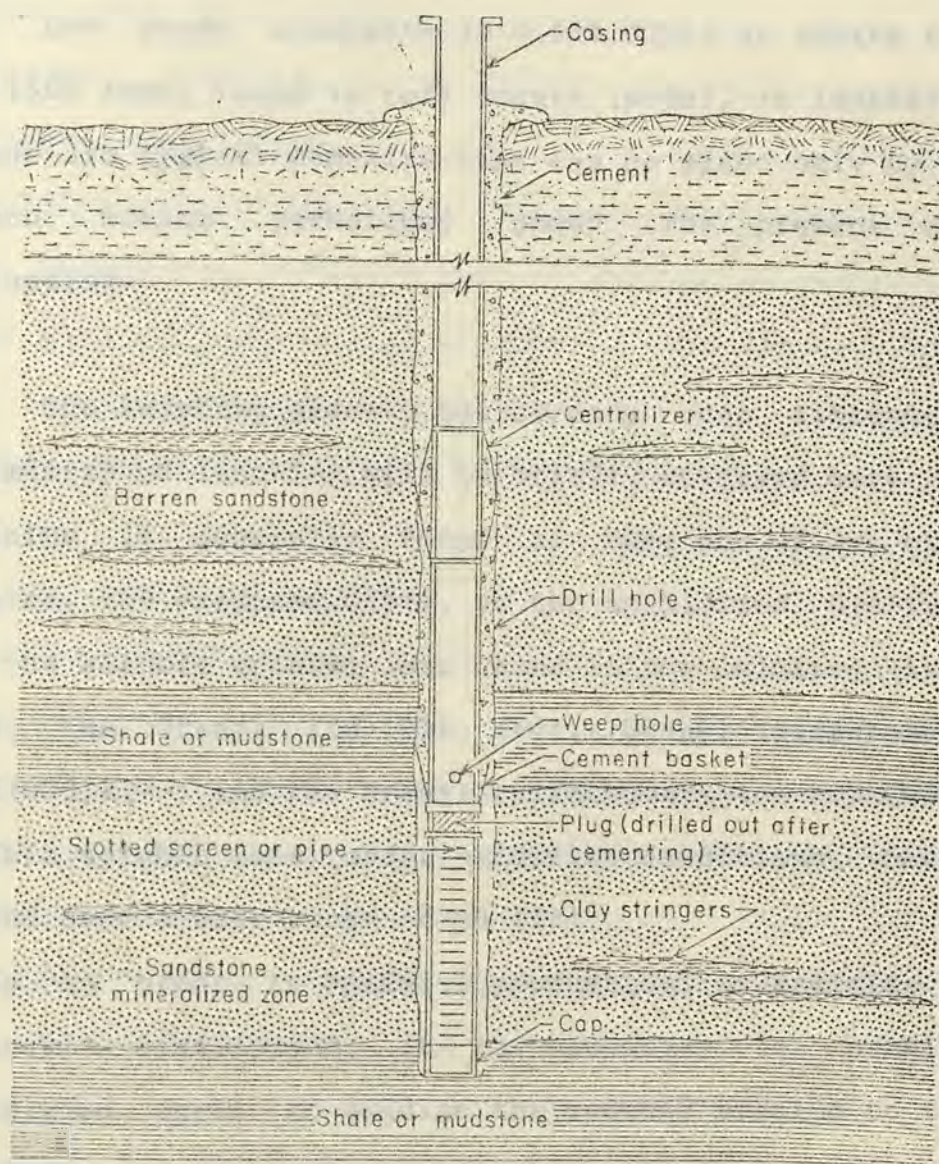 Casing
Cement
Centralizer
Barren sandstone
Drill hole
Weep hole
Shale or mudstone
Cement basket
Plug (drilled out after
cementing)
Slotted screen or pipe
Clay stringers
Sandstone
mineralized zone
Cap
Shale or mudstone